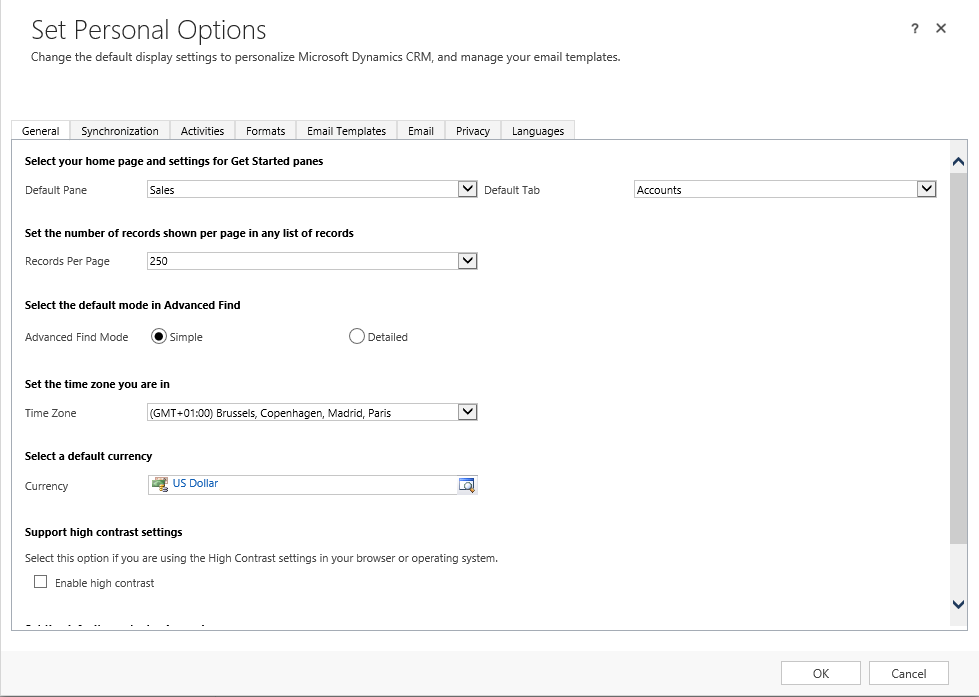 Set Personal Options
? ✕
Change the default display settings to personalize Microsoft Dynamics CRM, and manage your email templates.
General Synchronization Activities Formats Email Templates Email Privacy Languages
Select your home page and settings for Get Started panes
Default Pane Sales Default Tab Accounts
Set the number of records shown per page in any list of records
Records Per Page 250
Select the default mode in Advanced Find
Advanced Find Mode Simple Detailed
Set the time zone you are in
Time Zone (GMT+01:00) Brussels, Copenhagen, Madrid, Paris
Select a default currency
Currency US Dollar
Support high contrast settings
Select this option if you are using the High Contrast settings in your browser or operating system.
Enable high contrast
OK Cancel